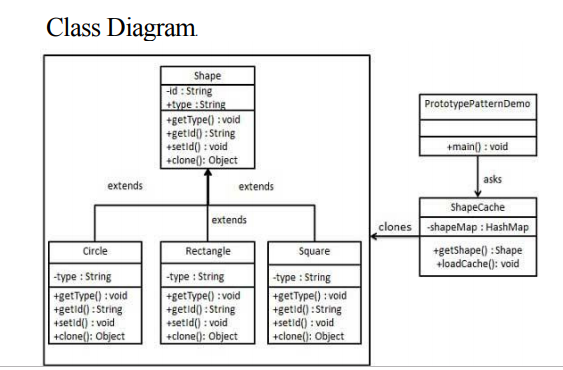 Class Diagram.
Shape
-id : String
+type : String
+getType() : void
+getId() : String
+setId() : void
+clone(): Object
PrototypePatternDemo
+main() : void
asks
extends
extends
extends
ShapeCache
-shapeMap : HashMap
+getShape() : Shape
+loadCache(): void
clones
Circle
-type : String
+getType() : void
+getId() : String
+setId() : void
+clone(): Object
Rectangle
-type : String
+getType() : void
+getId() : String
+setId() : void
+clone(): Object
Square
-type : String
+getType() : void
+getId() : String
+setId() : void
+clone(): Object